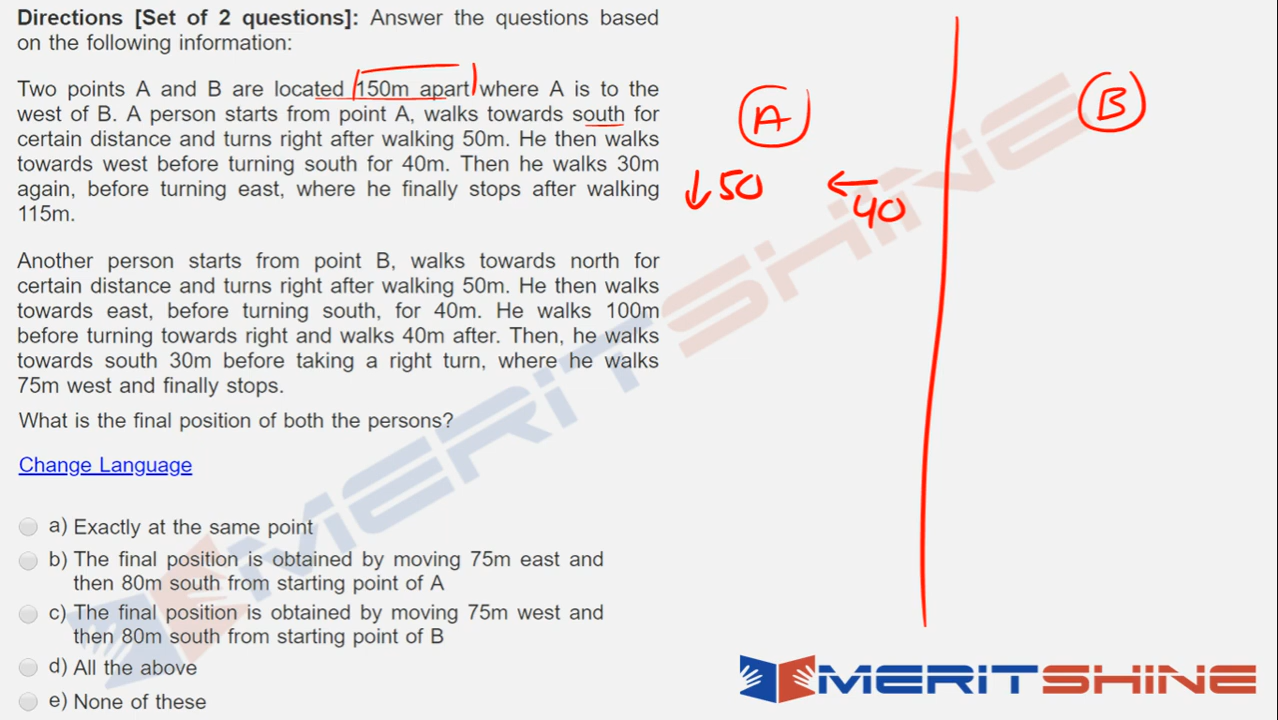 Directions [Set of 2 questions]: Answer the questions based
on the following information:
Two points A and B are located 150m apart where A is to the
west of B. A person starts from point A, walks towards south for
certain distance and turns right after walking 50m. He then walks
towards west before turning south for 40m. Then he walks 30m
again, before turning east, where he finally stops after walking
115m.
Another person starts from point B, walks towards north for
certain distance and turns right after walking 50m. He then walks
towards east, before turning south, for 40m. He walks 100m
before turning towards right and walks 40m after. Then, he walks
towards south 30m before taking a right turn, where he walks
75m west and finally stops.
What is the final position of both the persons?
Change Language
a) Exactly at the same point
b) The final position is obtained by moving 75m east and
then 80m south from starting point of A
c) The final position is obtained by moving 75m west and
then 80m south from starting point of B
d) All the above
e) None of these
A
B
↓50
←
40
MERITSHINE
MERITSHINE